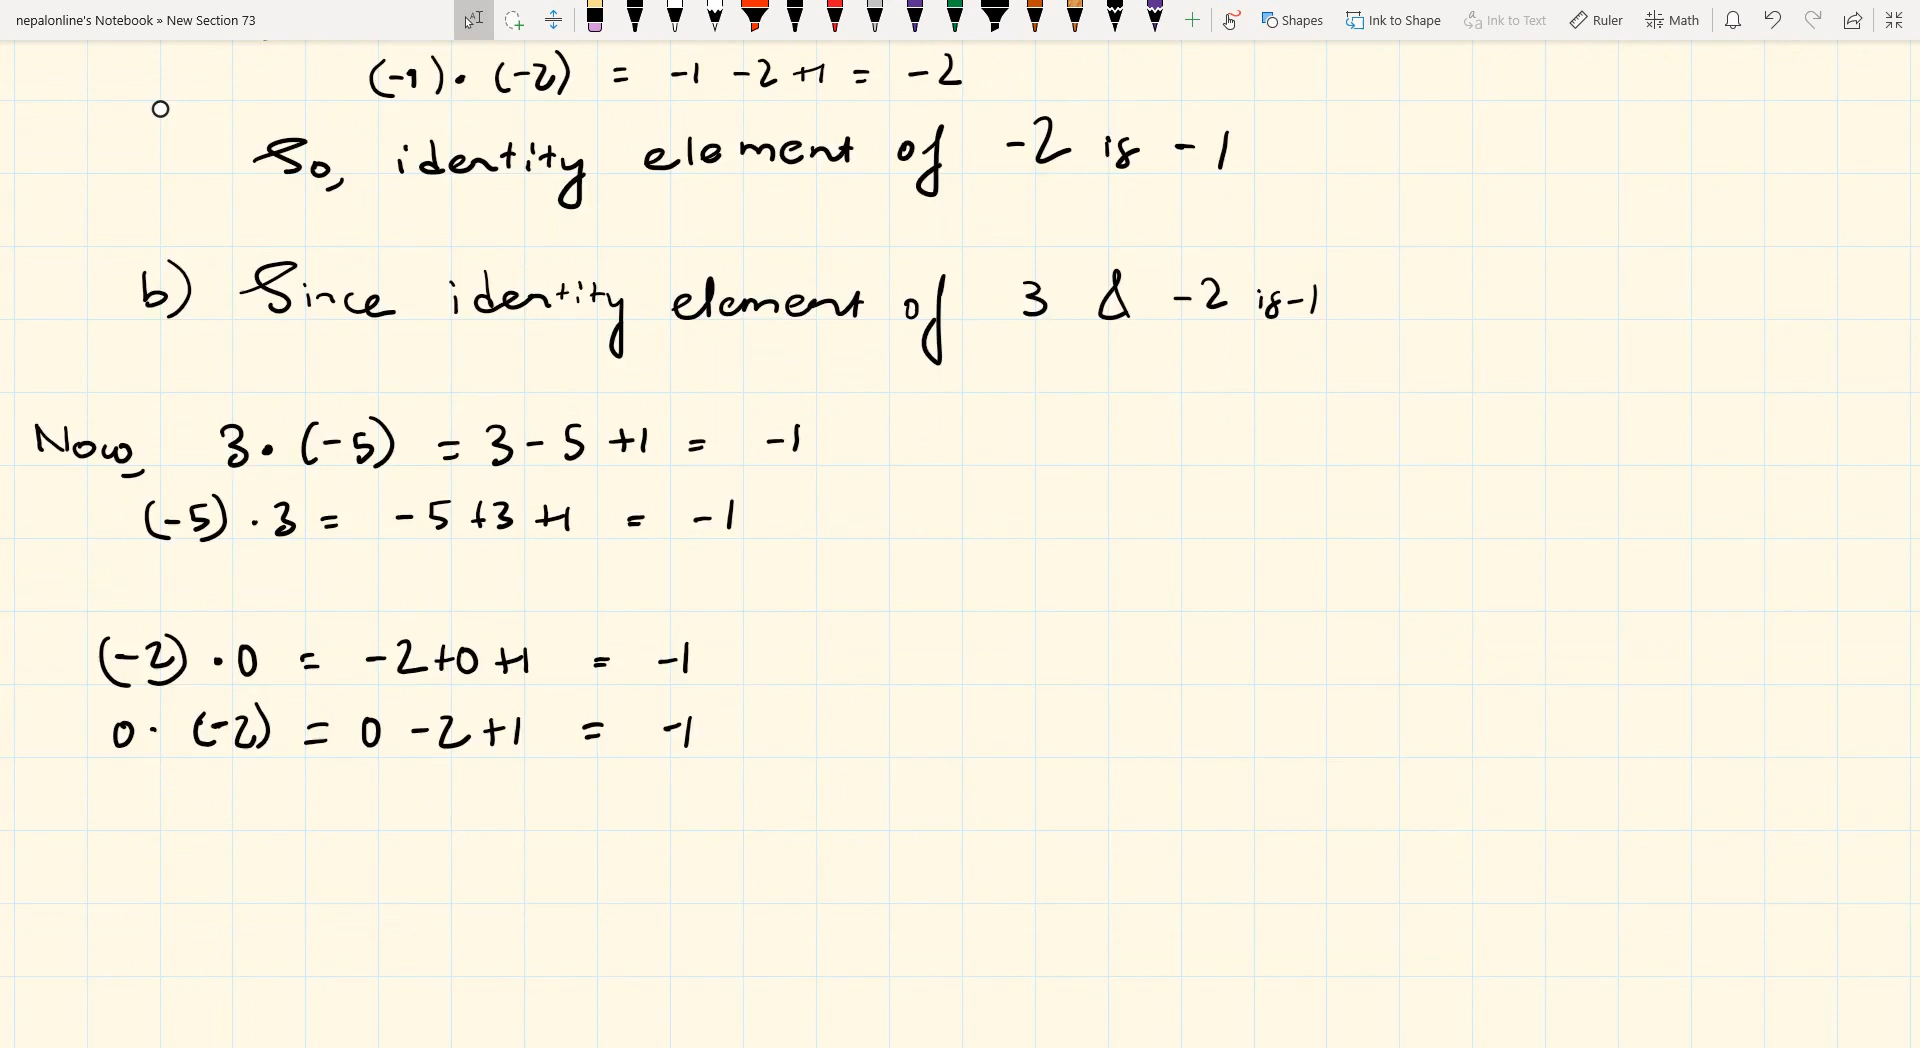 nepalonline's Notebook » New Section 73
Shapes Ink to Shape Ink to Text Ruler Math
(-1) . (-2) = -1 -2 +1 = -2
So, identity element of -2 is -1
b) Since identity element of 3 & -2 is -1
Now, 3 . (-5) = 3 - 5 +1 = -1
(-5) . 3 = -5 +3 +1 = -1
(-2) . 0 = -2+0 +1 = -1
0 . (-2) = 0 -2 +1 = -1